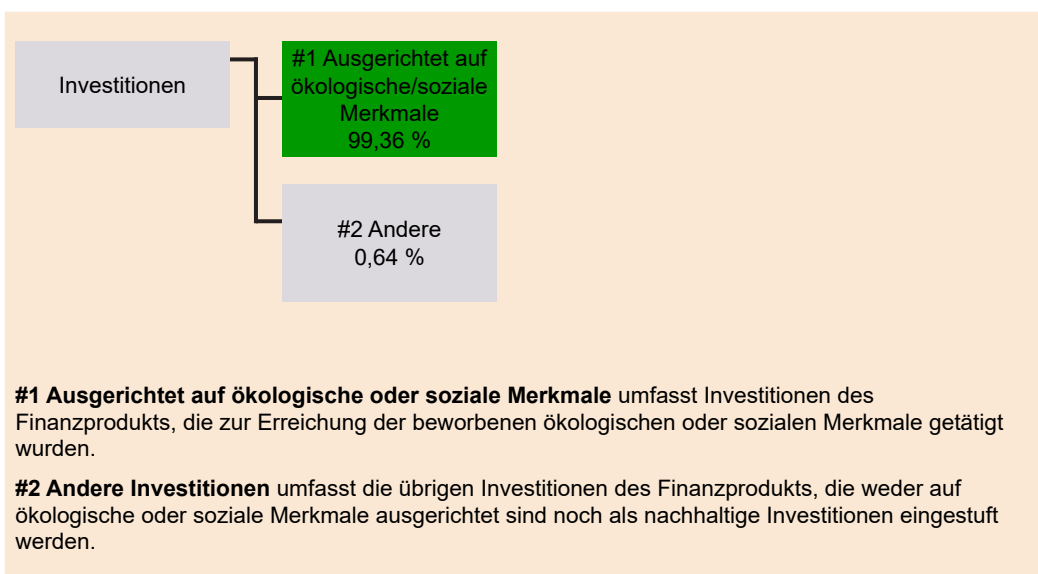 Investitionen
#1 Ausgerichtet auf
ökologische/soziale
Merkmale
99,36 %
#2 Andere
0,64 %
#1 Ausgerichtet auf ökologische oder soziale Merkmale umfasst Investitionen des
Finanzprodukts, die zur Erreichung der beworbenen ökologischen oder sozialen Merkmale getätigt
wurden.
#2 Andere Investitionen umfasst die übrigen Investitionen des Finanzprodukts, die weder auf
ökologische oder soziale Merkmale ausgerichtet sind noch als nachhaltige Investitionen eingestuft
werden.